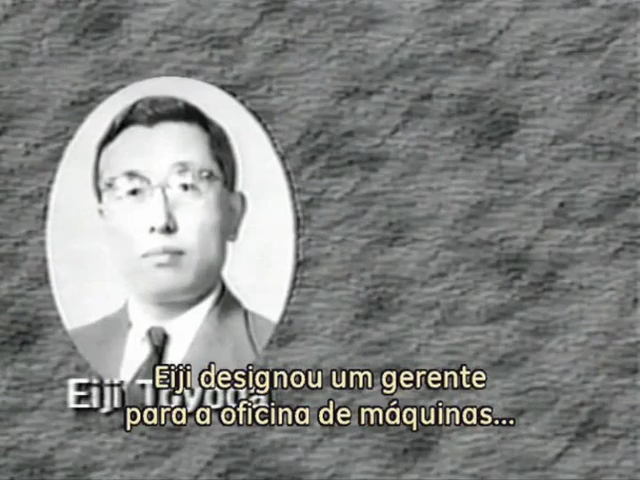 Eiji Toyoda
Eiji designou um gerente
para a oficina de máquinas...